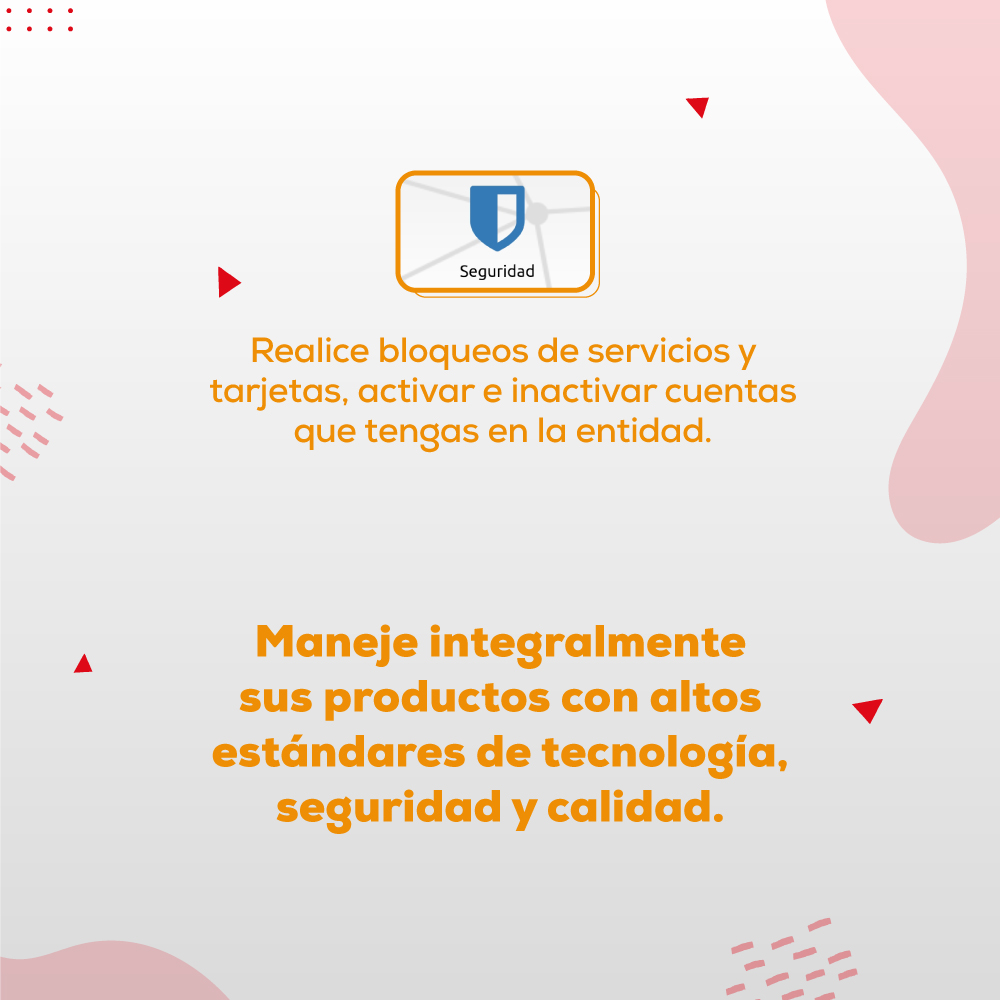 Seguridad
Realice bloqueos de servicios y
tarjetas, activar e inactivar cuentas
que tengas en la entidad.
Maneje integralmente
sus productos con altos
estándares de tecnología,
seguridad y calidad.